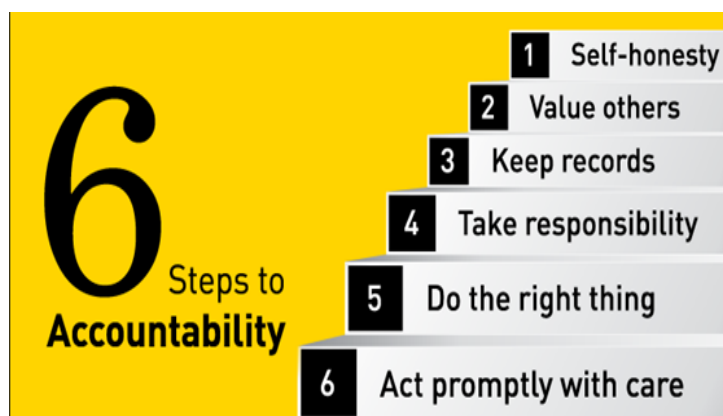 6
Steps to
Accountability
1 Self-honesty
2 Value others
3 Keep records
4 Take responsibility
5 Do the right thing
6 Act promptly with care